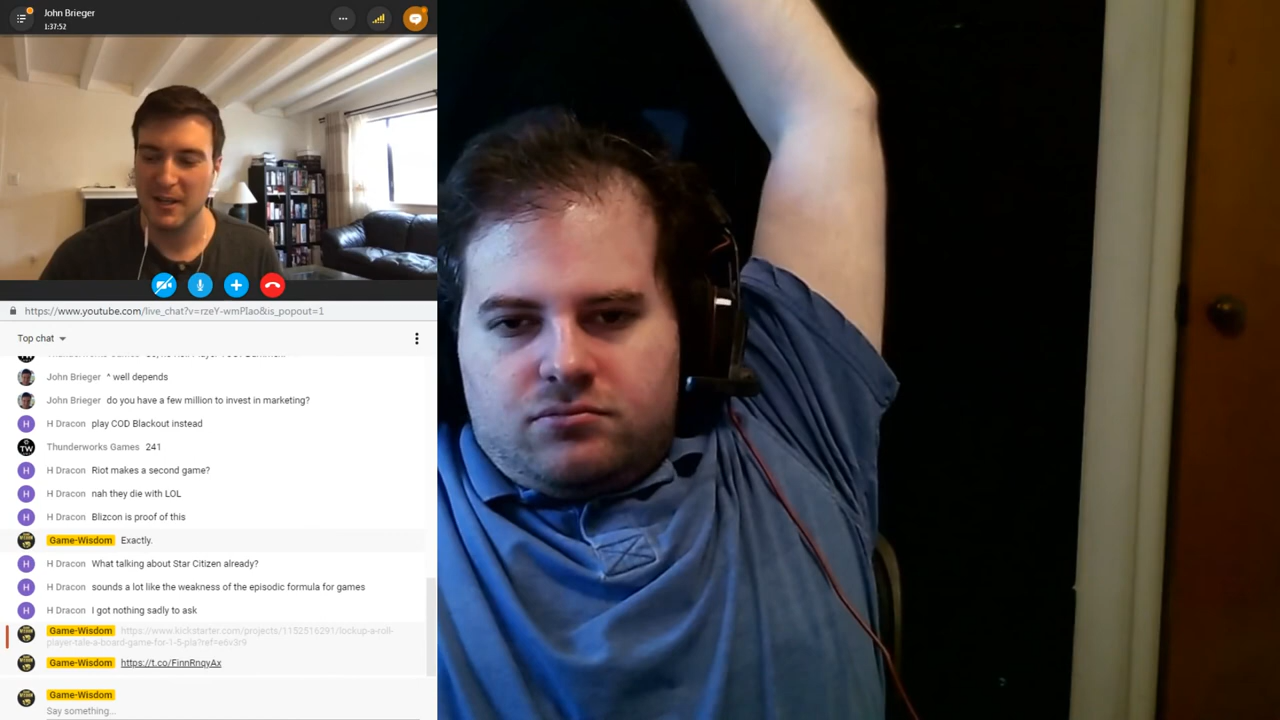 John Brieger
1:37:52
https://www.youtube.com/live_chat?v=rzeY-wmPIao&is_popout=1
Top chat
John Brieger * well depends
John Brieger do you have a few million to invest in marketing?
H Dracon play COD Blackout instead
TW
Thunderworks Games 241
H
H Dracon Riot makes a second game?
H
H Dracon nah they die with LOL
H
H Dracon Blizcon is proof of this
Game-Wisdom Exactly.
H
H Dracon What talking about Star Citizen already?
H
H Dracon sounds a lot like the weakness of the episodic formula for games
H
H Dracon I got nothing sadly to ask
Game-Wisdom https://www.kickstarter.com/projects/1152516291/lockup-a-roll-
player-tale-a-board-game-for-1-5-pla?ref=e6v3r9
Game-Wisdom https://t.co/FinnRnqyAx
Game-Wisdom
Say something...